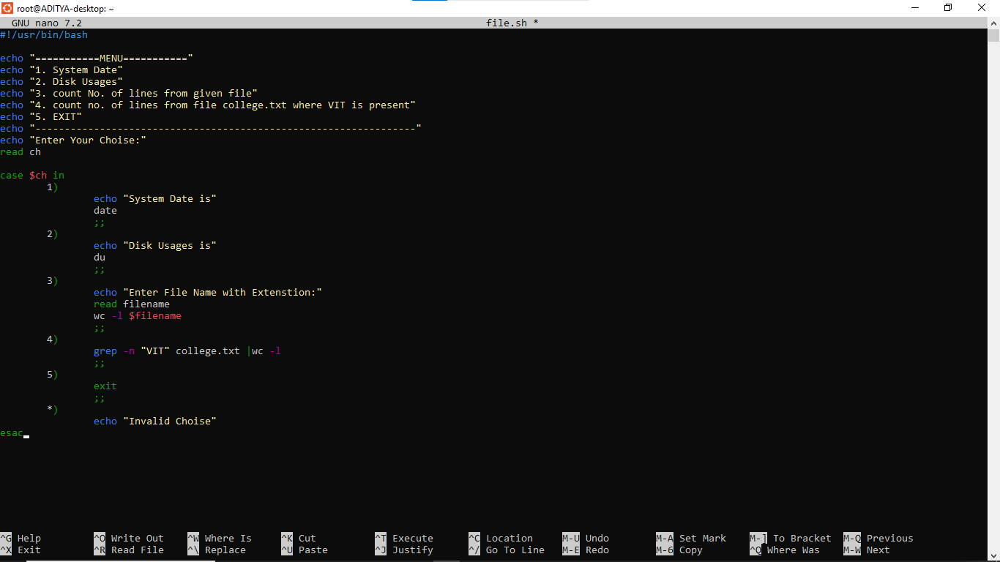 root@ADITYA-desktop: ~
GNU nano 7.2 file.sh *
#!/usr/bin/bash
echo "===========MENU==========="
echo "1. System Date"
echo "2. Disk Usages"
echo "3. count No. of lines from given file"
echo "4. count no. of lines from file college.txt where VIT is present"
echo "5. EXIT"
echo "-----------------------------------------------------------------"
echo "Enter Your Choise:"
read ch
case $ch in
1)
echo "System Date is"
date
;;
2)
echo "Disk Usages is"
du
;;
3)
echo "Enter File Name with Extenstion:"
read filename
wc -l $filename
;;
4)
grep -n "VIT" college.txt |wc -l
;;
5)
exit
;;
*)
echo "Invalid Choise"
esac
^G Help ^O Write Out ^W Where Is ^K Cut ^T Execute ^C Location M-U Undo M-A Set Mark M-] To Bracket M-Q Previous
^X Exit ^R Read File ^\ Replace ^U Paste ^J Justify ^/ Go To Line M-E Redo M-6 Copy ^Q Where Was M-W Next